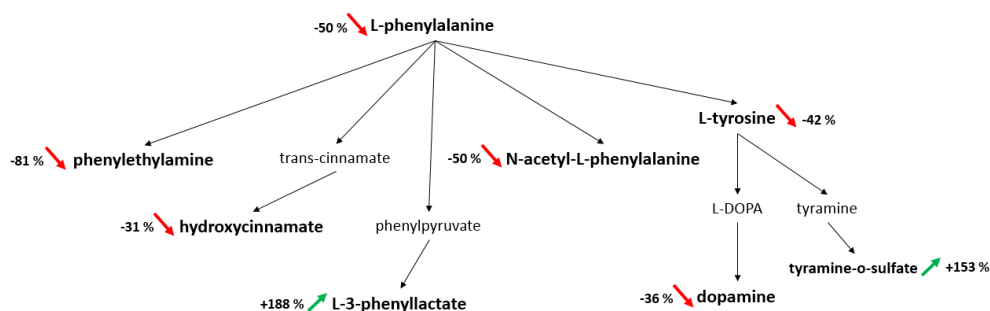 -50 % L-phenylalanine
L-tyrosine -42 %
-81 % phenylethylamine
trans-cinnamate
-50 % N-acetyl-L-phenylalanine
L-DOPA
tyramine
-31 % hydroxycinnamate
phenylpyruvate
tyramine-o-sulfate +153 %
+188 % L-3-phenyllactate
-36 % dopamine